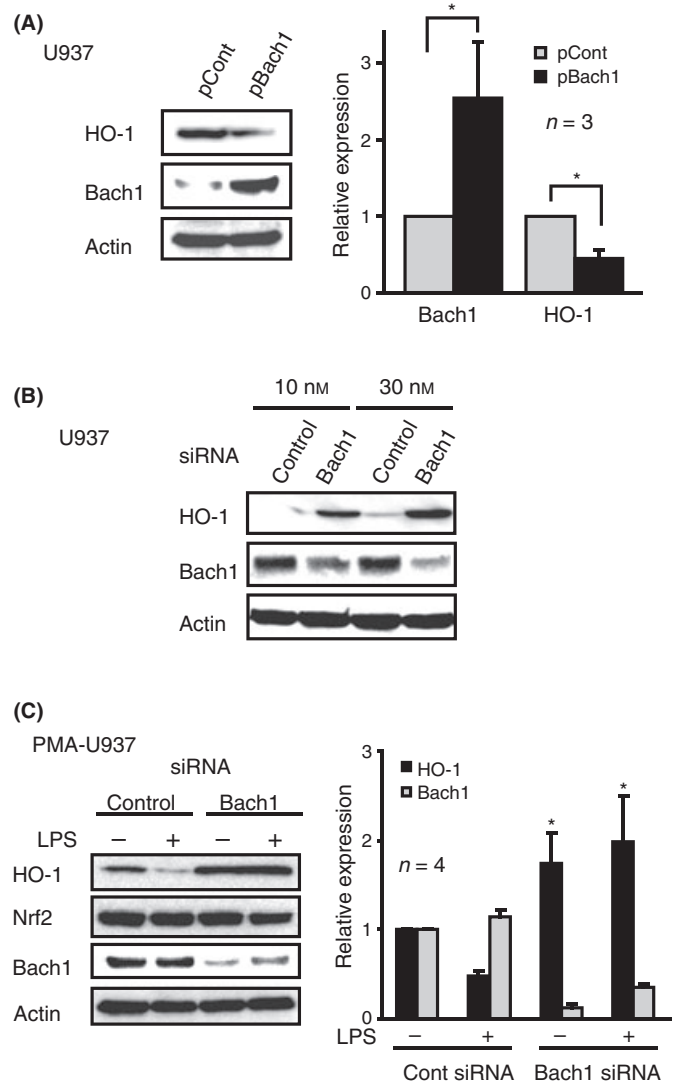 (A)
U937
pCont
pBach1
HO-1
Bach1
Actin
Relative expression
3
2
1
0
*
*
pCont
pBach1
n = 3
Bach1
HO-1
(B)
U937
10 nM
30 nM
siRNA
Control
Bach1
Control
Bach1
HO-1
Bach1
Actin
(C)
PMA-U937
siRNA
Control
Bach1
LPS
–
+
–
+
HO-1
Nrf2
Bach1
Actin
Relative expression
3
2
1
0
HO-1
Bach1
n = 4
*
*
LPS
–
+
–
+
Cont siRNA
Bach1 siRNA